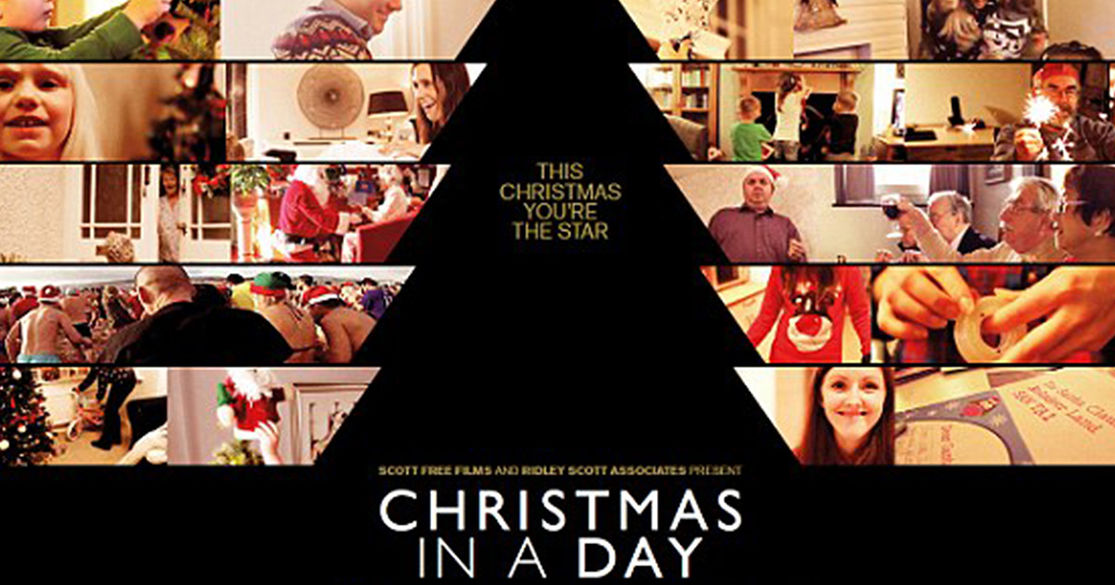 THIS
CHRISTMAS
YOU'RE
THE STAR
SCOTT FREE FILMS AND RIDLEY SCOTT ASSOCIATES PRESENT
CHRISTMAS
IN A DAY